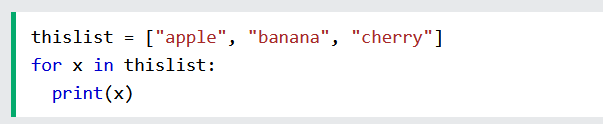 thislist = ["apple", "banana", "cherry"]
for x in thislist:
  print(x)